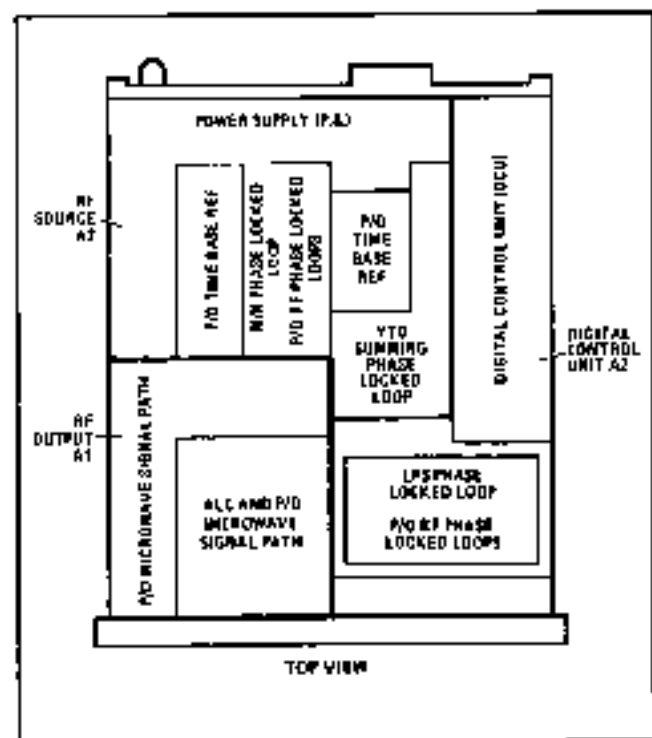 POWER SUPPLY (P.S.)
RF
SOURCE
A3
P/O TIME BASE REF
M/N PHASE LOCKED
LOOP
P/O RF PHASE LOCKED
LOOPS
P/O
TIME
BASE
REF
DIGITAL CONTROL UNIT (DCU)
YTO
SUMMING
PHASE
LOCKED
LOOP
DIGITAL
CONTROL
UNIT A2
RF
OUTPUT
A1
P/O MICROWAVE SIGNAL PATH
ALC AND P/O
MICROWAVE
SIGNAL PATH
PHASE
LOCKED LOOP
P/O RF PHASE
LOCKED LOOPS
TOP VIEW